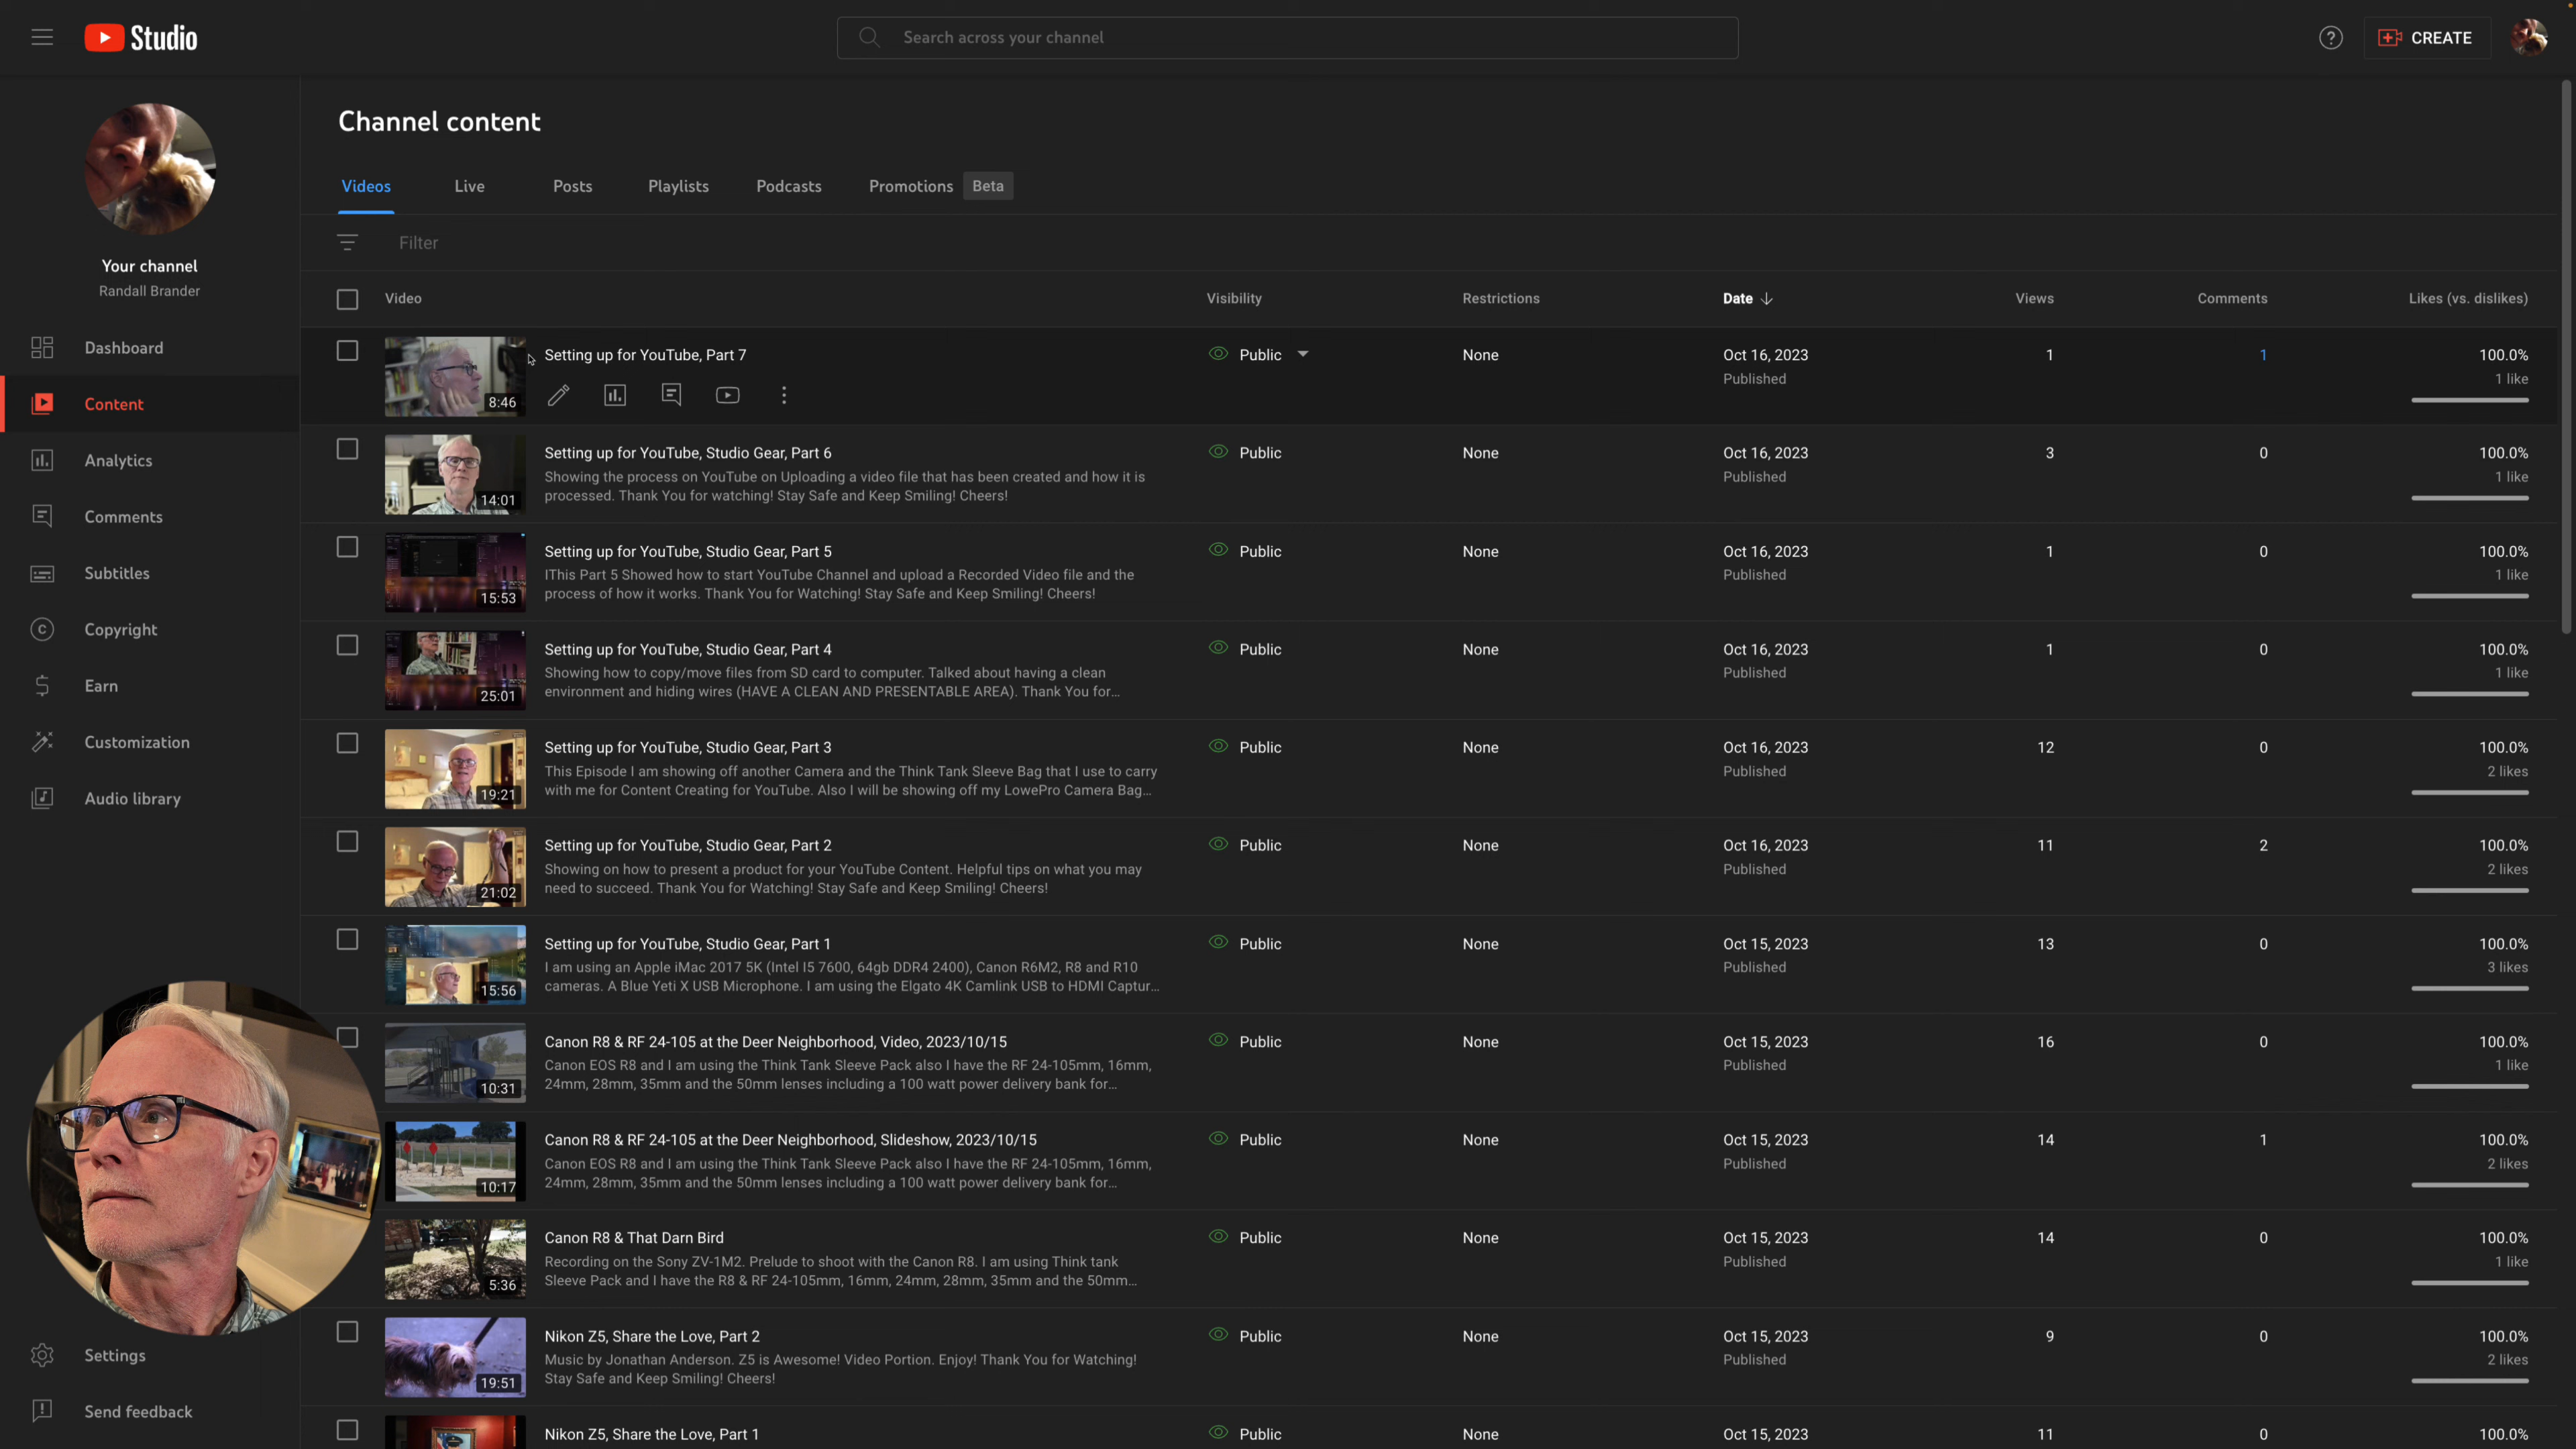 Studio
Search across your channel
CREATE
Channel content
Videos Live Posts Playlists Podcasts Promotions Beta
Your channel
Randall Brander
Dashboard
Content
Analytics
Comments
Subtitles
Copyright
Earn
Customization
Audio library
Settings
Send feedback
Filter
Video Visibility Restrictions Date Views Comments Likes (vs. dislikes)
8:46 Setting up for YouTube, Part 7 Public None Oct 16, 2023 1 1 100.0%
Published 1 like
Setting up for YouTube, Studio Gear, Part 6 Public None Oct 16, 2023 3 0 100.0%
Showing the process on YouTube on Uploading a video file that has been created and how it is Published 1 like
14:01 processed. Thank You for watching! Stay Safe and Keep Smiling! Cheers!
Setting up for YouTube, Studio Gear, Part 5 Public None Oct 16, 2023 1 0 100.0%
IThis Part 5 Showed how to start YouTube Channel and upload a Recorded Video file and the Published 1 like
15:53 process of how it works. Thank You for Watching! Stay Safe and Keep Smiling! Cheers!
Setting up for YouTube, Studio Gear, Part 4 Public None Oct 16, 2023 1 0 100.0%
Showing how to copy/move files from SD card to computer. Talked about having a clean Published 1 like
25:01 environment and hiding wires (HAVE A CLEAN AND PRESENTABLE AREA). Thank You for...
Setting up for YouTube, Studio Gear, Part 3 Public None Oct 16, 2023 12 0 100.0%
This Episode I am showing off another Camera and the Think Tank Sleeve Bag that I use to carry Published 2 likes
19:21 with me for Content Creating for YouTube. Also I will be showing off my LowePro Camera Bag...
Setting up for YouTube, Studio Gear, Part 2 Public None Oct 16, 2023 11 2 100.0%
Showing on how to present a product for your YouTube Content. Helpful tips on what you may Published 2 likes
21:02 need to succeed. Thank You for Watching! Stay Safe and Keep Smiling! Cheers!
Setting up for YouTube, Studio Gear, Part 1 Public None Oct 15, 2023 13 0 100.0%
I am using an Apple iMac 2017 5K (Intel I5 7600, 64gb DDR4 2400), Canon R6M2, R8 and R10 Published 3 likes
15:56 cameras. A Blue Yeti X USB Microphone. I am using the Elgato 4K Camlink USB to HDMI Captur...
Canon R8 & RF 24-105 at the Deer Neighborhood, Video, 2023/10/15 Public None Oct 15, 2023 16 0 100.0%
Canon EOS R8 and I am using the Think Tank Sleeve Pack also I have the RF 24-105mm, 16mm, Published 1 like
10:31 24mm, 28mm, 35mm and the 50mm lenses including a 100 watt power delivery bank for...
Canon R8 & RF 24-105 at the Deer Neighborhood, Slideshow, 2023/10/15 Public None Oct 15, 2023 14 1 100.0%
Canon EOS R8 and I am using the Think Tank Sleeve Pack also I have the RF 24-105mm, 16mm, Published 2 likes
10:17 24mm, 28mm, 35mm and the 50mm lenses including a 100 watt power delivery bank for...
Canon R8 & That Darn Bird Public None Oct 15, 2023 14 0 100.0%
Recording on the Sony ZV-1M2. Prelude to shoot with the Canon R8. I am using Think tank Published 1 like
5:36 Sleeve Pack and I have the R8 & RF 24-105mm, 16mm, 24mm, 28mm, 35mm and the 50mm...
Nikon Z5, Share the Love, Part 2 Public None Oct 15, 2023 9 0 100.0%
Music by Jonathan Anderson. Z5 is Awesome! Video Portion. Enjoy! Thank You for Watching! Published 2 likes
19:51 Stay Safe and Keep Smiling! Cheers!
Nikon Z5, Share the Love, Part 1 Public None Oct 15, 2023 11 0 100.0%